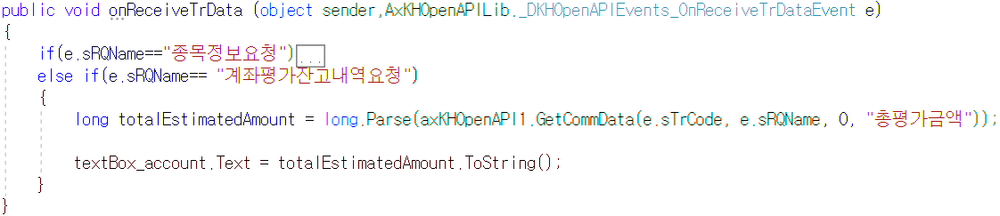 public void onReceiveTrData (object sender,AxKHOpenAPILib._DKHOpenAPIEvents_OnReceiveTrDataEvent e)
{
if(e.sRQName=="종목정보요청")...
else if(e.sRQName== "계좌평가잔고내역요청")
{
long totalEstimatedAmount = long.Parse(axKHOpenAPI1.GetCommData(e.sTrCode, e.sRQName, 0, "총평가금액"));
textBox_account.Text = totalEstimatedAmount.ToString();
}
}